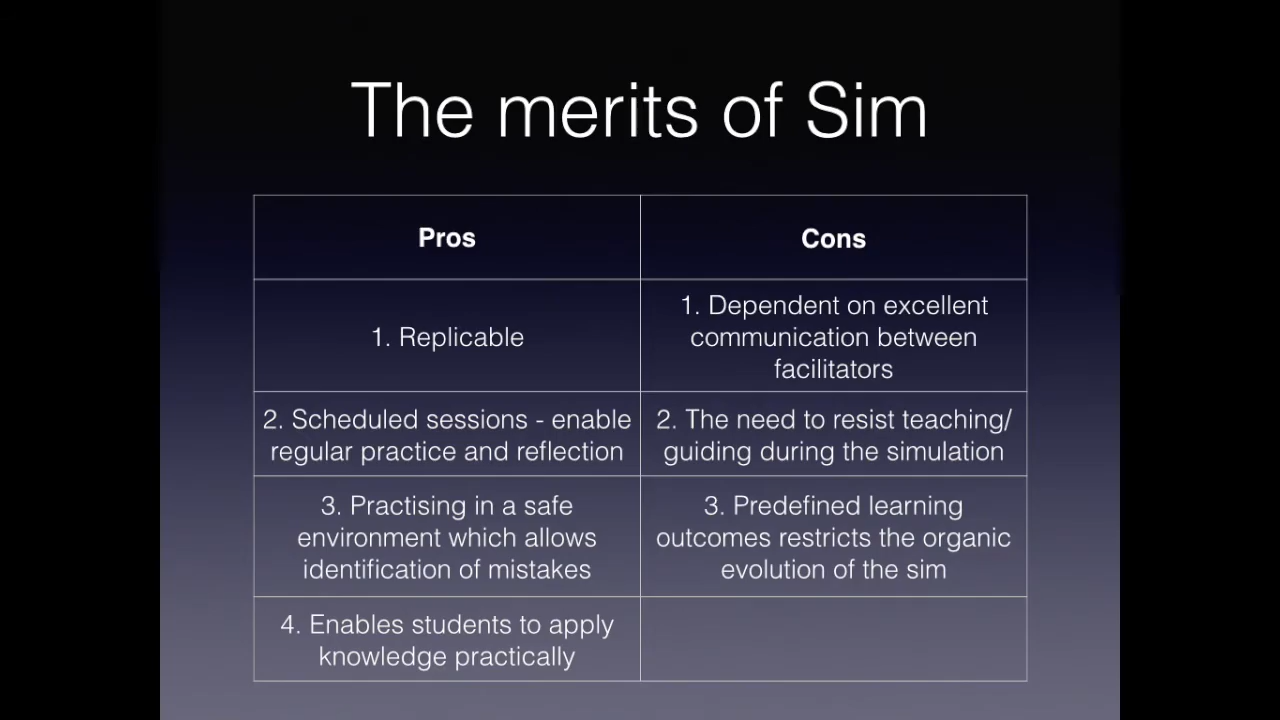 The merits of Sim
Pros
Cons
1. Replicable
1. Dependent on excellent
communication between
facilitators
2. Scheduled sessions - enable
regular practice and reflection
2. The need to resist teaching/
guiding during the simulation
3. Practising in a safe
environment which allows
identification of mistakes
3. Predefined learning
outcomes restricts the organic
evolution of the sim
4. Enables students to apply
knowledge practically